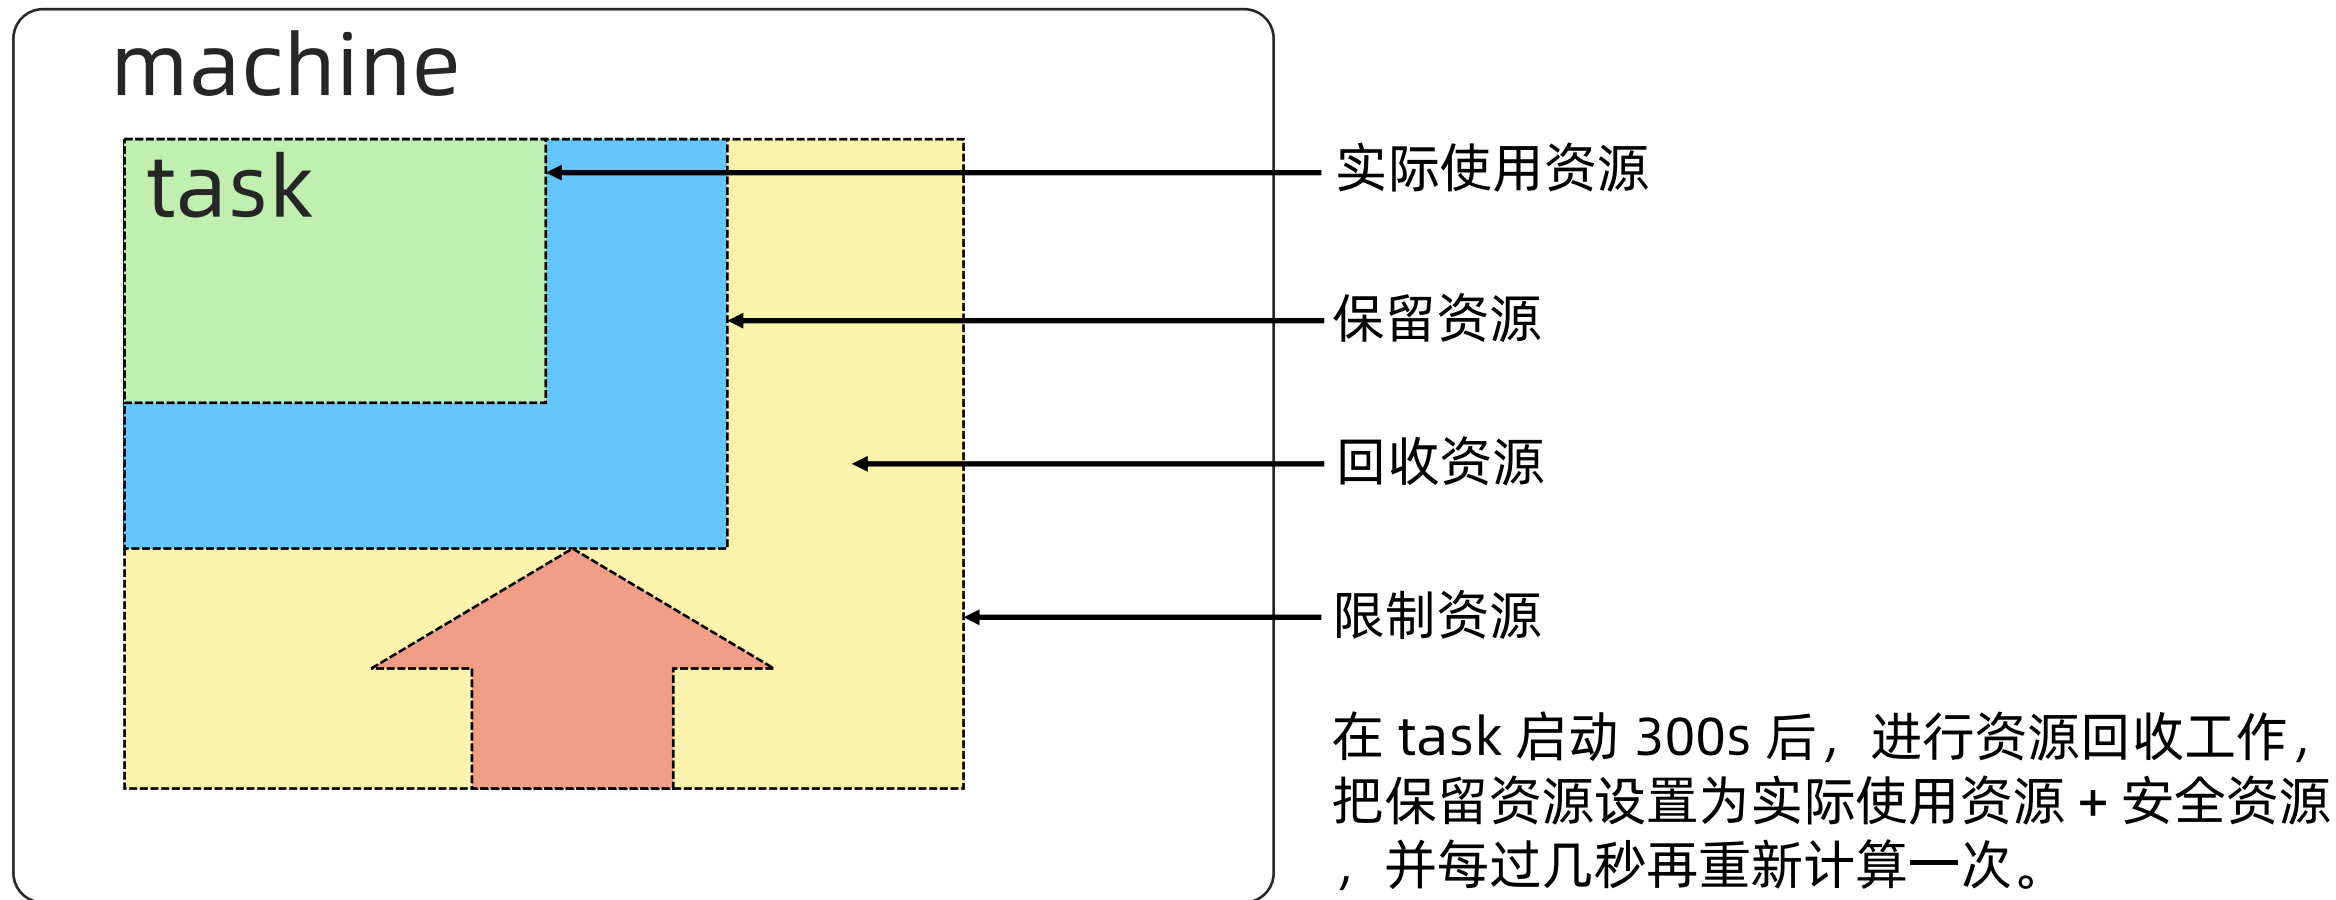 machine
task
实际使用资源
保留资源
回收资源
限制资源
在 task 启动 300s 后，进行资源回收工作，
把保留资源设置为实际使用资源 + 安全资源
，并每过几秒再重新计算一次。